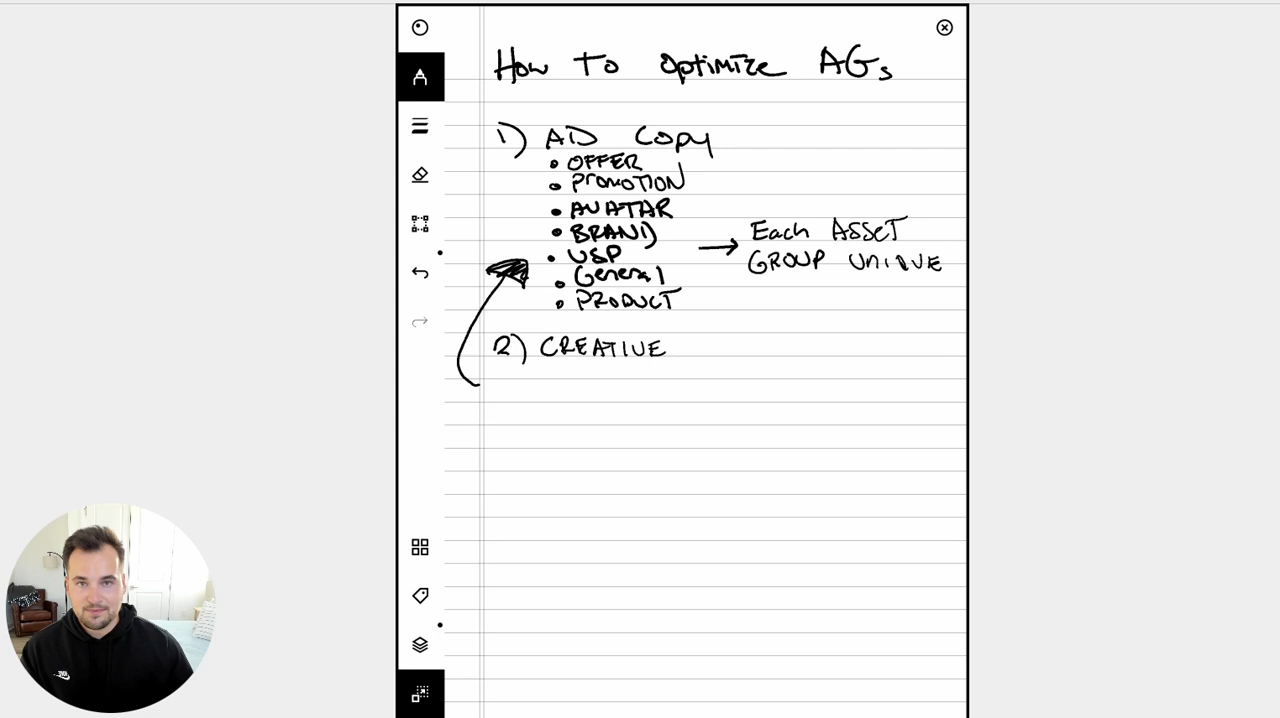 How To Optimize AGs
1) AD Copy
• OFFER
• PROMOTION
• AVATAR
• BRAND
• USP
• General
• PRODUCT
→ Each ASSET
GROUP UNIQUE
2) CREATIVE